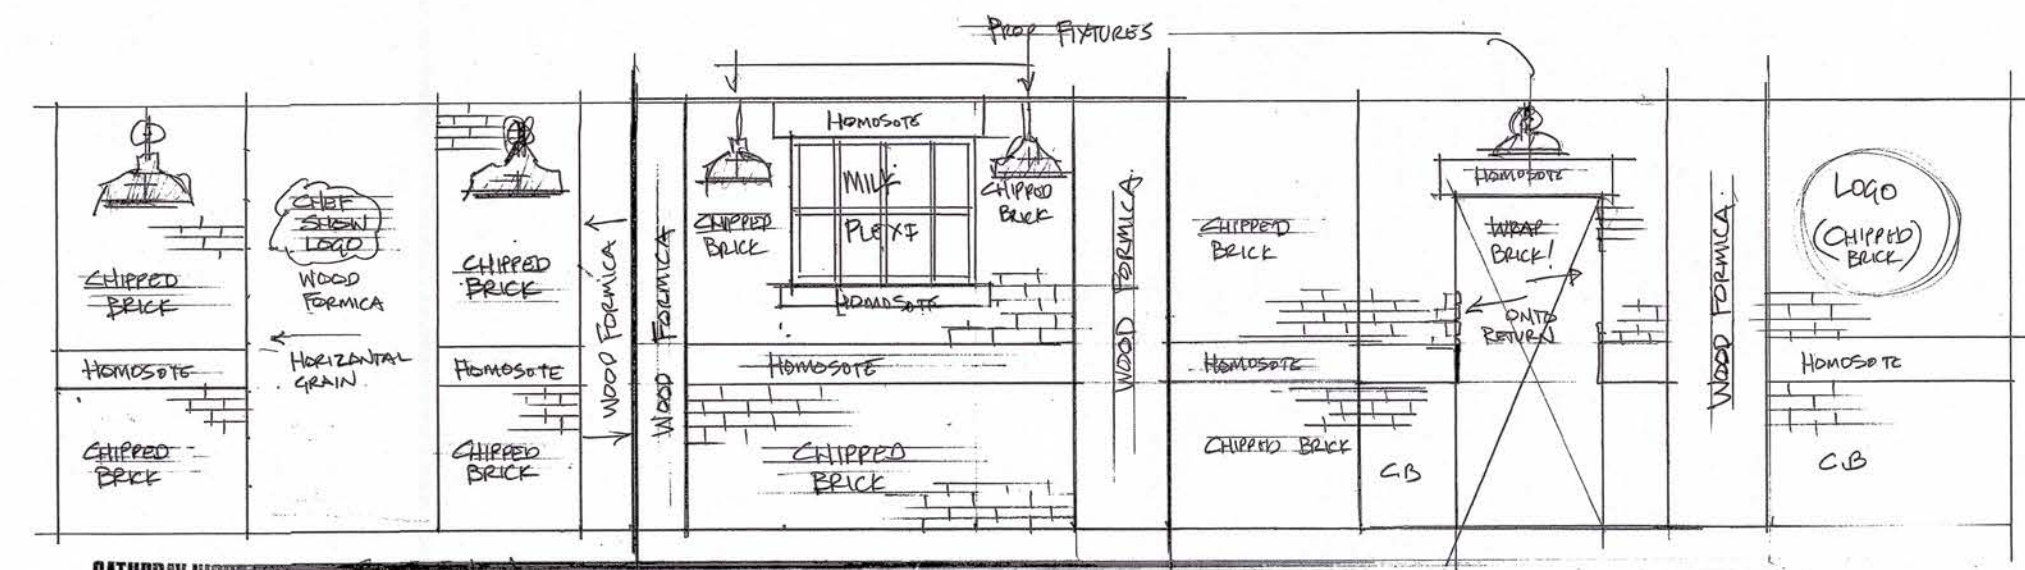 PROP FIXTURES
CHIPPED
BRICK
HOMOSOTE
CHIPPED
BRICK
CHEF
SHOW
LOGO
WOOD
FORMICA
HORIZANTAL
GRAIN
CHIPPED
BRICK
HOMOSOTE
CHIPPED
BRICK
WOOD FORMICA
WOOD FORMICA
HOMOSOTE
MILK
PLEXI
HOMOSOTE
CHIPPED
BRICK
CHIPPED
BRICK
HOMOSOTE
CHIPPED
BRICK
WOOD FORMICA
CHIPPED
BRICK
HOMOSOTE
CHIPPED BRICK
C.B
HOMOSOTE
WRAP
BRICK!
ONTO
RETURN
WOOD FORMICA
LOGO
(CHIPPED
BRICK)
HOMOSOTE
C.B